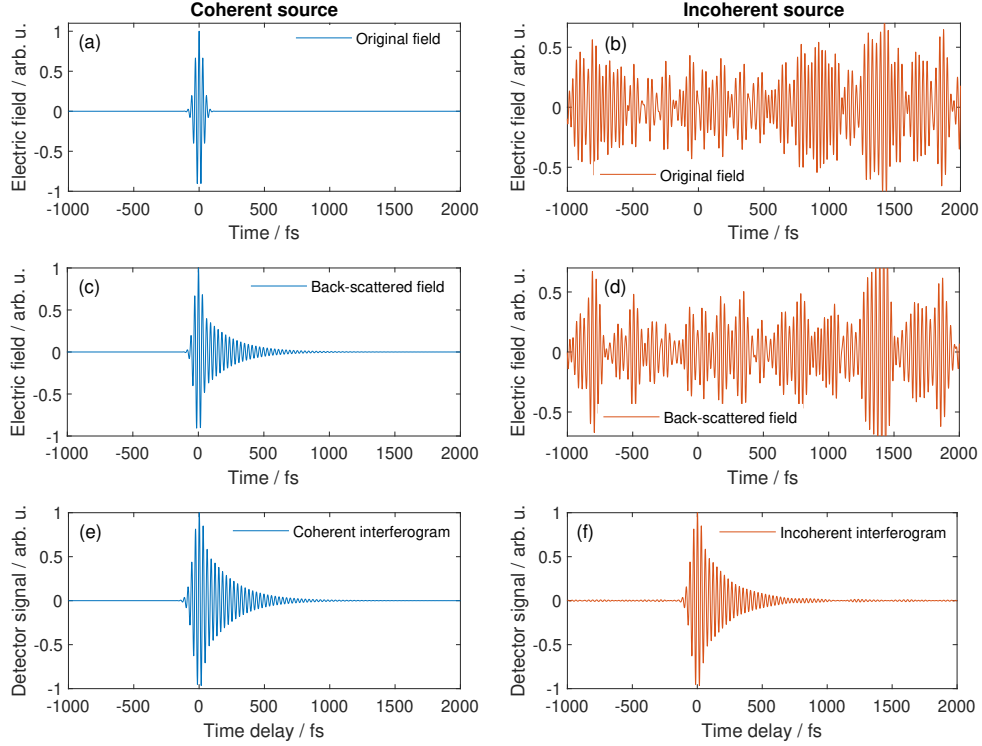 Coherent source
Incoherent source
(a)
Original field
Electric field / arb. u.
1
0.5
0
-0.5
-1
-1000 -500 0 500 1000 1500 2000
Time / fs
(b)
Original field
Electric field / arb. u.
0.5
0
-0.5
-1000 -500 0 500 1000 1500 2000
Time / fs
(c)
Back-scattered field
Electric field / arb. u.
1
0.5
0
-0.5
-1
-1000 -500 0 500 1000 1500 2000
Time / fs
(d)
Back-scattered field
Electric field / arb. u.
0.5
0
-0.5
-1000 -500 0 500 1000 1500 2000
Time / fs
(e)
Coherent interferogram
Detector signal / arb. u.
1
0.5
0
-0.5
-1
-1000 -500 0 500 1000 1500 2000
Time delay / fs
(f)
Incoherent interferogram
Detector signal / arb. u.
1
0.5
0
-0.5
-1
-1000 -500 0 500 1000 1500 2000
Time delay / fs